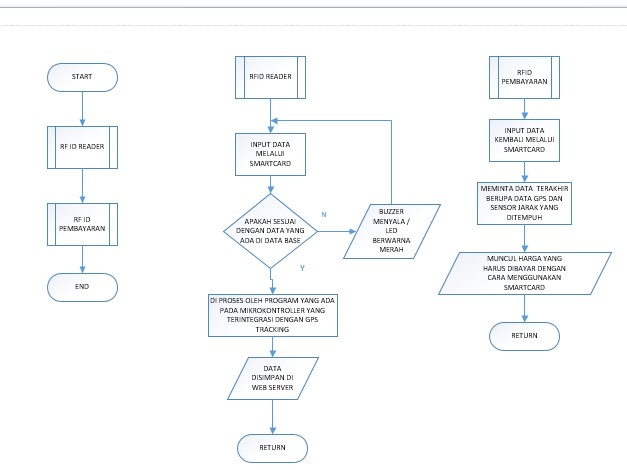 START
RF ID READER
RF ID
PEMBAYARAN
END
RFID READER
INPUT DATA
MELALUI
SMARTCARD
APAKAH SESUAI
DENGAN DATA YANG
ADA DI DATA BASE
N
BUZZER
MENYALA /
LED
BERWARNA
MERAH
Y
DI PROSES OLEH PROGRAM YANG ADA
PADA MIKROKONTROLLER YANG
TERINTEGRASI DENGAN GPS
TRACKING
DATA
DISIMPAN DI
WEB SERVER
RETURN
RFID
PEMBAYARAN
INPUT DATA
KEMBALI MELALUI
SMARTCARD
MEMINTA DATA TERAKHIR
BERUPA DATA GPS DAN
SENSOR JARAK YANG
DITEMPUH
MUNCUL HARGA YANG
HARUS DIBAYAR DENGAN
CARA MENGGUNAKAN
SMARTCARD
RETURN